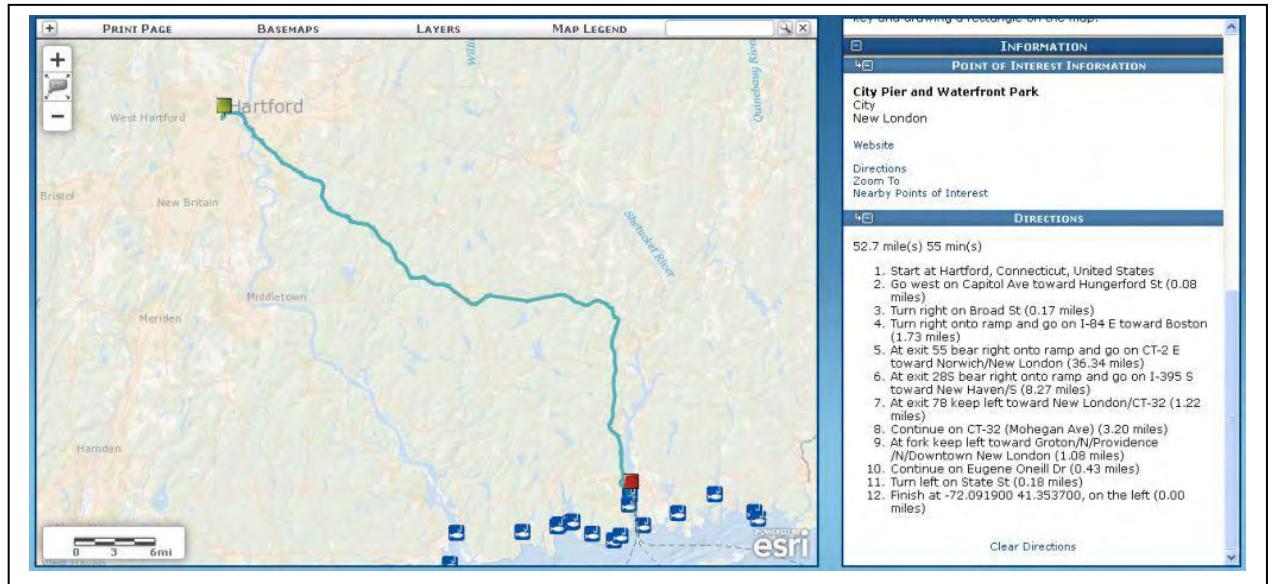 PRINT PAGE
BASEMAPS
LAYERS
MAP LEGEND
Hartford
West Hartford
Quinebaug River
Bristol
New Britain
Shetucket River
Middletown
Meriden
Hamden
0 3 6mi
POWERED BY
esri
key and drawing a rectangle on the map.
INFORMATION
POINT OF INTEREST INFORMATION
City Pier and Waterfront Park
City
New London
Website
Directions
Zoom To
Nearby Points of Interest
DIRECTIONS
52.7 mile(s) 55 min(s)
1. Start at Hartford, Connecticut, United States
2. Go west on Capitol Ave toward Hungerford St (0.08
miles)
3. Turn right on Broad St (0.17 miles)
4. Turn right onto ramp and go on I-84 E toward Boston
(1.73 miles)
5. At exit 55 bear right onto ramp and go on CT-2 E
toward Norwich/New London (36.34 miles)
6. At exit 28S bear right onto ramp and go on I-395 S
toward New Haven/S (8.27 miles)
7. At exit 78 keep left toward New London/CT-32 (1.22
miles)
8. Continue on CT-32 (Mohegan Ave) (3.20 miles)
9. At fork keep left toward Groton/N/Providence
/N/Downtown New London (1.08 miles)
10. Continue on Eugene Oneill Dr (0.43 miles)
11. Turn left on State St (0.18 miles)
12. Finish at -72.091900 41.353700, on the left (0.00
miles)
Clear Directions